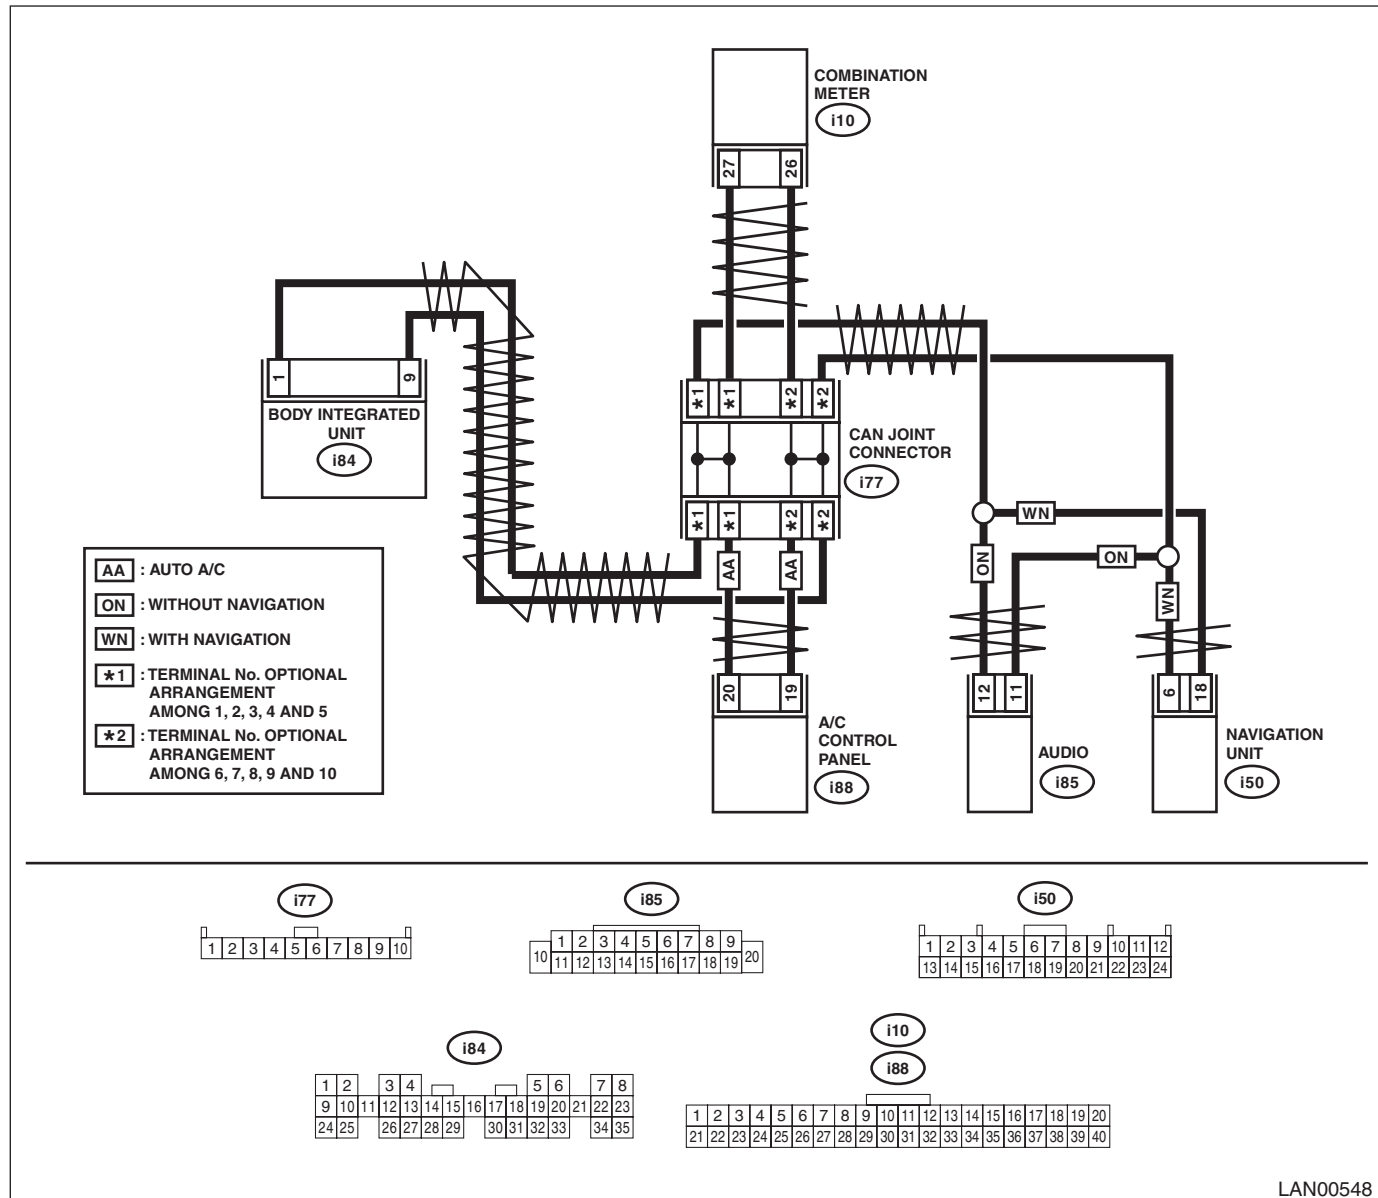 COMBINATION
METER
i10
27
26
1
9
BODY INTEGRATED
UNIT
i84
*1
*1
*2
*2
CAN JOINT
CONNECTOR
i77
*1
*1
*2
*2
WN
ON
ON
WN
AA
AA
AA : AUTO A/C
ON : WITHOUT NAVIGATION
WN : WITH NAVIGATION
*1 : TERMINAL No. OPTIONAL
ARRANGEMENT
AMONG 1, 2, 3, 4 AND 5
*2 : TERMINAL No. OPTIONAL
ARRANGEMENT
AMONG 6, 7, 8, 9 AND 10
20
19
12
11
6
18
A/C
CONTROL
PANEL
i88
AUDIO
i85
NAVIGATION
UNIT
i50
i77
1 2 3 4 5 6 7 8 9 10
i85
1 2 3 4 5 6 7 8 9
10 11 12 13 14 15 16 17 18 19 20
i50
1 2 3 4 5 6 7 8 9 10 11 12
13 14 15 16 17 18 19 20 21 22 23 24
i84
1 2 3 4 5 6 7 8
9 10 11 12 13 14 15 16 17 18 19 20 21 22 23
24 25 26 27 28 29 30 31 32 33 34 35
i10
i88
1 2 3 4 5 6 7 8 9 10 11 12 13 14 15 16 17 18 19 20
21 22 23 24 25 26 27 28 29 30 31 32 33 34 35 36 37 38 39 40
LAN00548